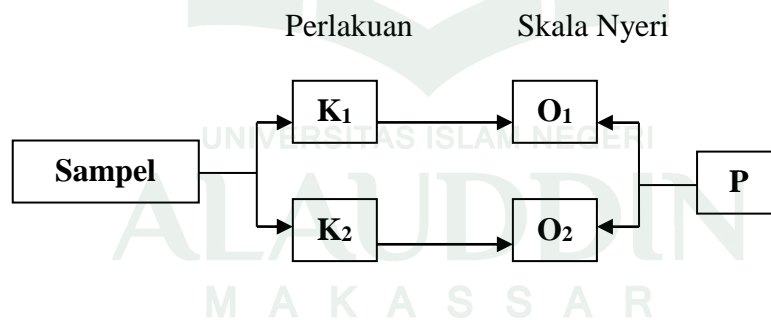 Perlakuan Skala Nyeri
K₁ O₁
UNIVERSITAS ISLAM NEGERI
Sampel P
ALAUDDIN
K₂ O₂
MAKASSAR